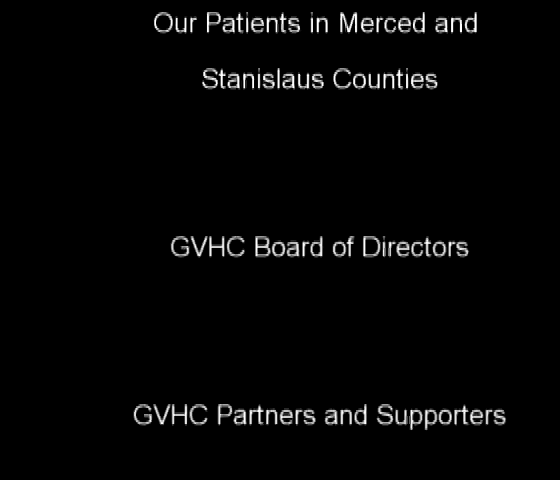 Our Patients in Merced and
Stanislaus Counties
GVHC Board of Directors
GVHC Partners and Supporters